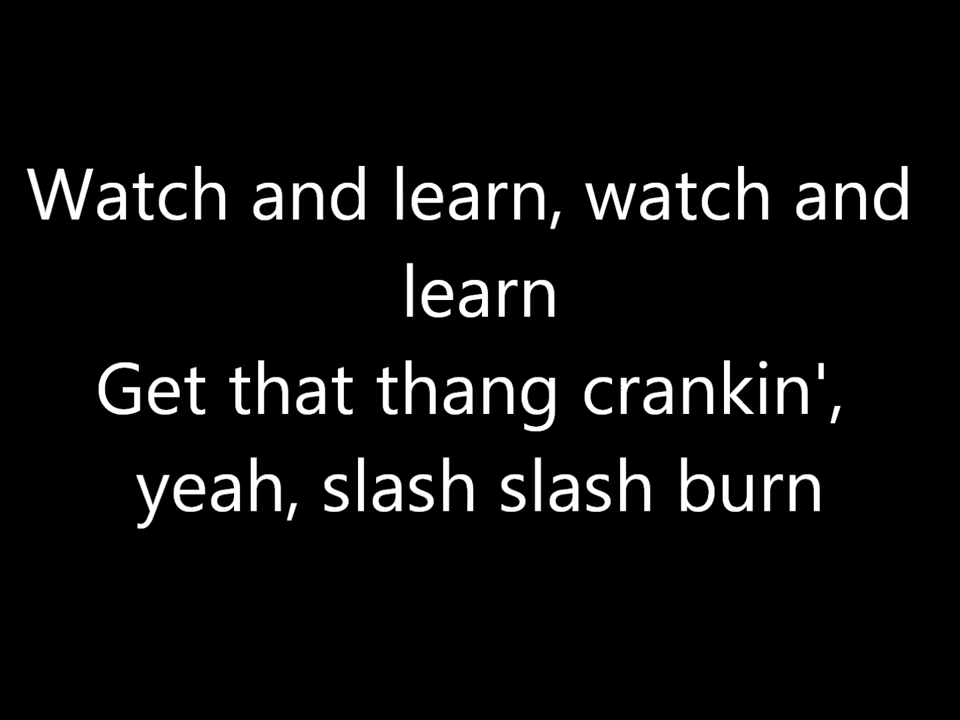 Watch and learn, watch and
learn
Get that thang crankin',
yeah, slash slash burn